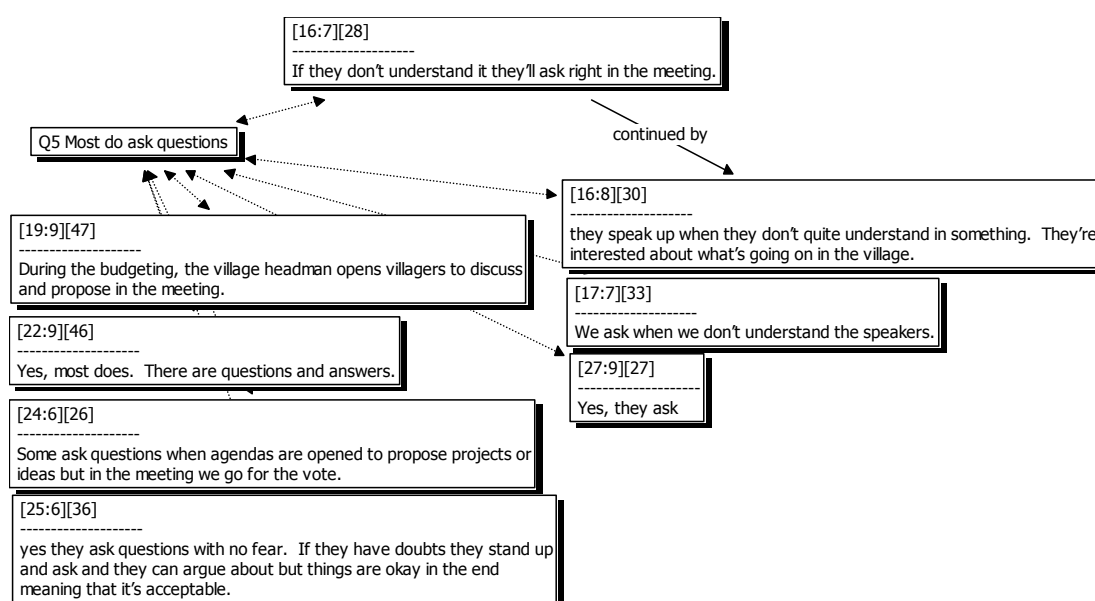 [16:7][28]
--------------------
If they don't understand it they'll ask right in the meeting.
continued by
Q5 Most do ask questions
[16:8][30]
--------------------
they speak up when they don't quite understand in something. They're
interested about what's going on in the village.
[19:9][47]
--------------------
During the budgeting, the village headman opens villagers to discuss
and propose in the meeting.
[17:7][33]
--------------------
We ask when we don't understand the speakers.
[22:9][46]
--------------------
Yes, most does. There are questions and answers.
[27:9][27]
--------------------
Yes, they ask
[24:6][26]
--------------------
Some ask questions when agendas are opened to propose projects or
ideas but in the meeting we go for the vote.
[25:6][36]
--------------------
yes they ask questions with no fear. If they have doubts they stand up
and ask and they can argue about but things are okay in the end
meaning that it's acceptable.